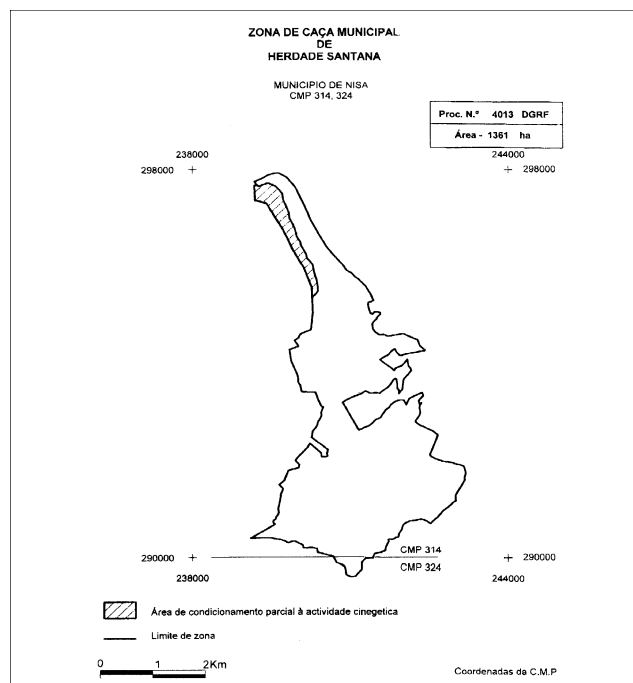 ZONA DE CAÇA MUNICIPAL
DE
HERDADE SANTANA
MUNICIPIO DE NISA
CMP 314, 324
Proc. N.º 4013 DGRF
Área - 1361 ha
238000 244000
298000 298000
CMP 314
290000 290000
CMP 324
238000 244000
Área de condicionamento parcial à actividade cinegetica
Limite de zona
0 1 2Km
Coordenadas da C.M.P